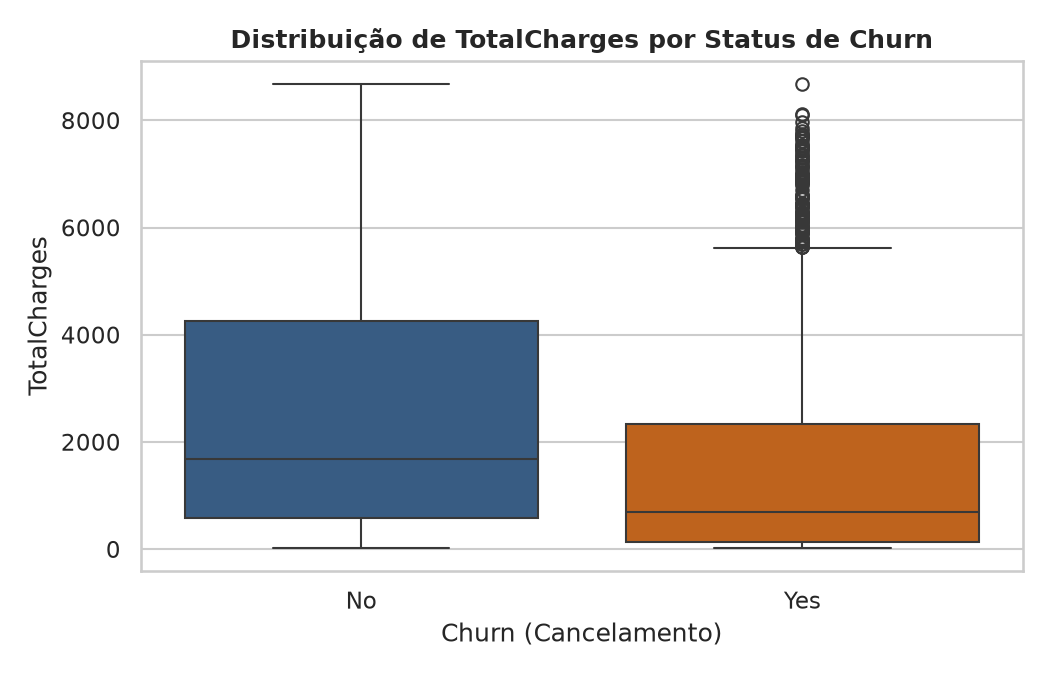 Distribuição de TotalCharges por Status de Churn
TotalCharges
8000
6000
4000
2000
0
No
Yes
Churn (Cancelamento)